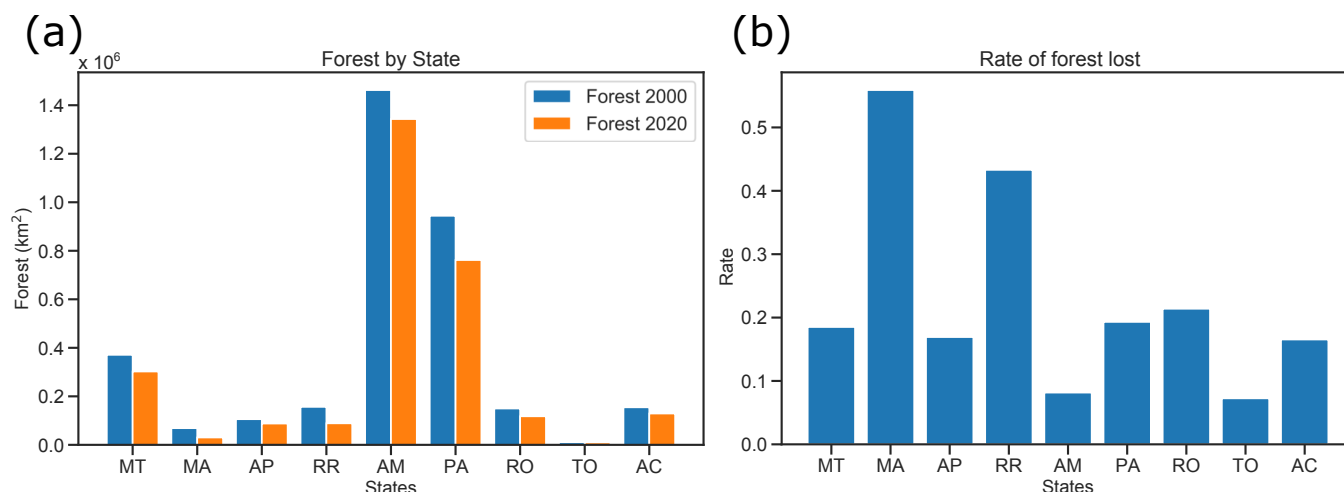 (a)
Forest by State
x 10⁶
Forest 2000
Forest 2020
Forest (km²)
1.4
1.2
1.0
0.8
0.6
0.4
0.2
0.0
MT MA AP RR AM PA RO TO AC
States
(b)
Rate of forest lost
Rate
0.5
0.4
0.3
0.2
0.1
0.0
MT MA AP RR AM PA RO TO AC
States